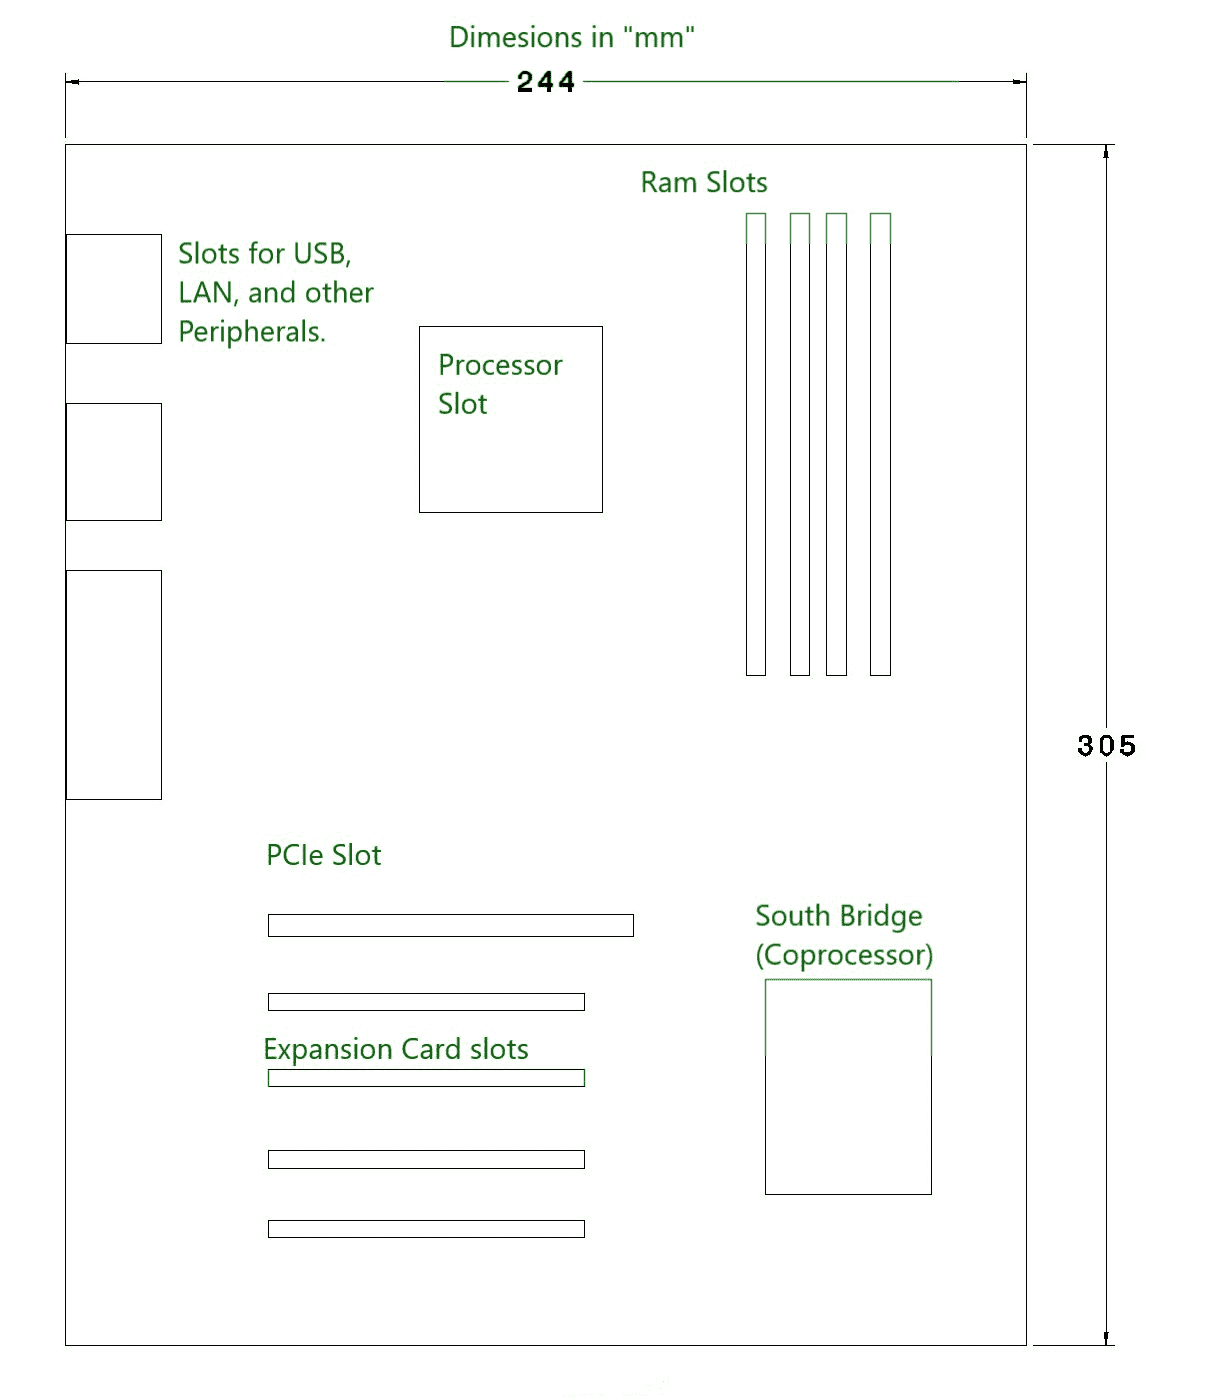 Dimesions in "mm"
244
Ram Slots
Slots for USB,
LAN, and other
Peripherals.
Processor
Slot
305
PCIe Slot
South Bridge
(Coprocessor)
Expansion Card slots